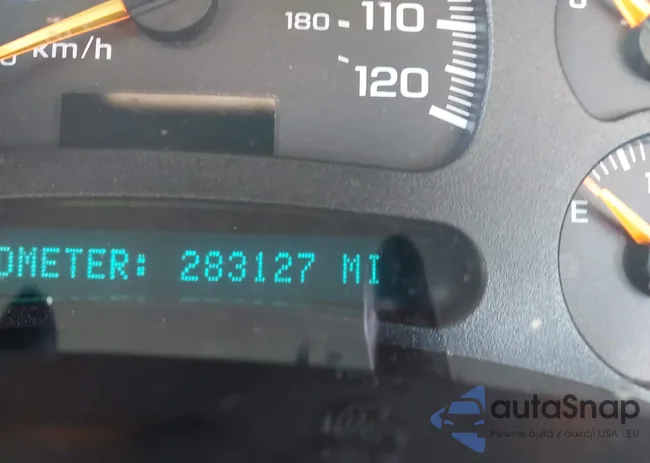 180 110
km/h
120
E
OMETER: 283127 MI
autaSnap
Pewne auta z aukcji USA i EU